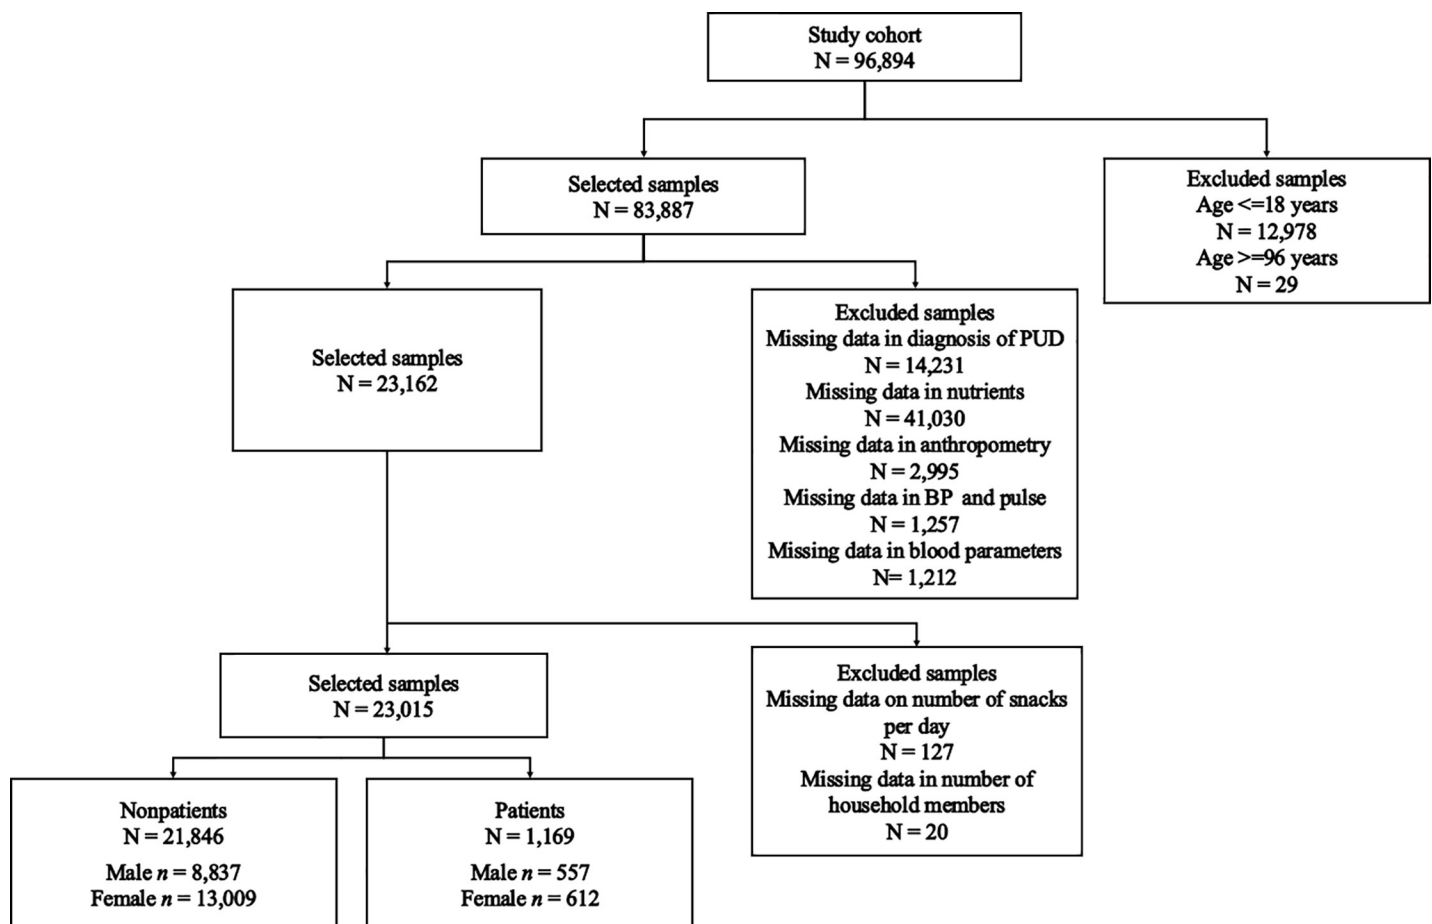 Study cohort
N = 96,894
Selected samples
N = 83,887
Excluded samples
Age <=18 years
N = 12,978
Age >=96 years
N = 29
Selected samples
N = 23,162
Excluded samples
Missing data in diagnosis of PUD
N = 14,231
Missing data in nutrients
N = 41,030
Missing data in anthropometry
N = 2,995
Missing data in BP and pulse
N = 1,257
Missing data in blood parameters
N= 1,212
Selected samples
N = 23,015
Excluded samples
Missing data on number of snacks
per day
N = 127
Missing data in number of
household members
N = 20
Nonpatients
N = 21,846
Male n = 8,837
Female n = 13,009
Patients
N = 1,169
Male n = 557
Female n = 612